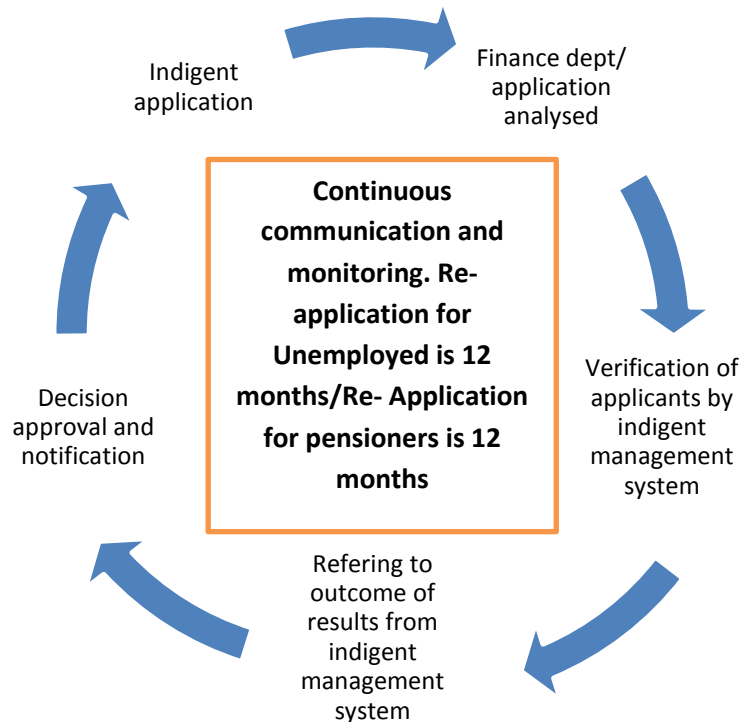 Indigent
application
Finance dept/
application
analysed
Continuous
communication and
monitoring. Re-
application for
Unemployed is 12
months/Re- Application
for pensioners is 12
months
Verification of
applicants by
indigent
management
system
Refering to
outcome of
results from
indigent
management
system
Decision
approval and
notification